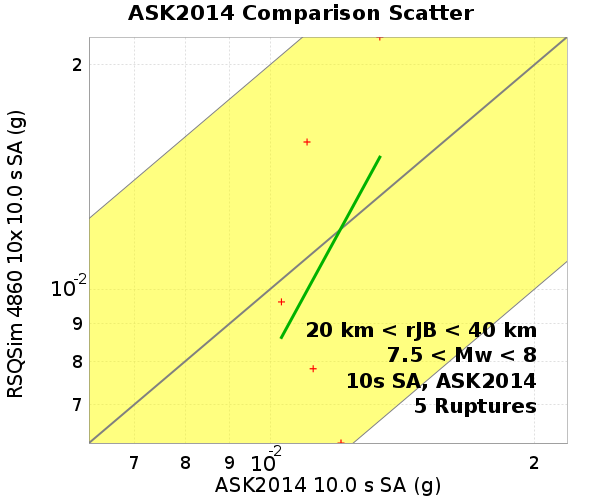 ASK2014 Comparison Scatter
RSQSim 4860 10x 10.0 s SA (g)
2
10-2
9
8
7
20 km < rJB < 40 km
7.5 < Mw < 8
10s SA, ASK2014
5 Ruptures
7 8 9 10-2 2
ASK2014 10.0 s SA (g)